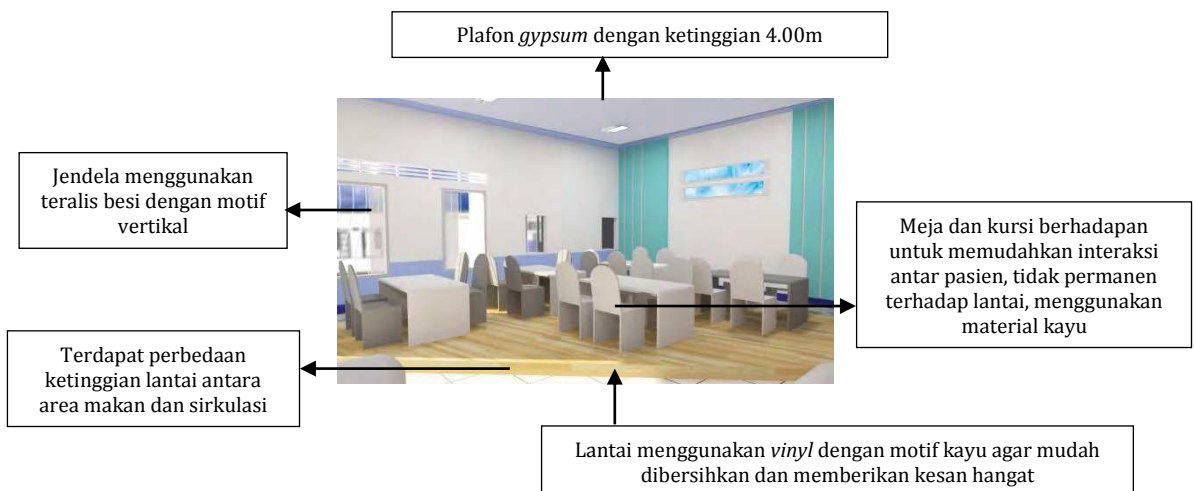 Plafon gypsum dengan ketinggian 4.00m
Jendela menggunakan
teralis besi dengan motif
vertikal
Meja dan kursi berhadapan
untuk memudahkan interaksi
antar pasien, tidak permanen
terhadap lantai, menggunakan
material kayu
Terdapat perbedaan
ketinggian lantai antara
area makan dan sirkulasi
Lantai menggunakan vinyl dengan motif kayu agar mudah
dibersihkan dan memberikan kesan hangat